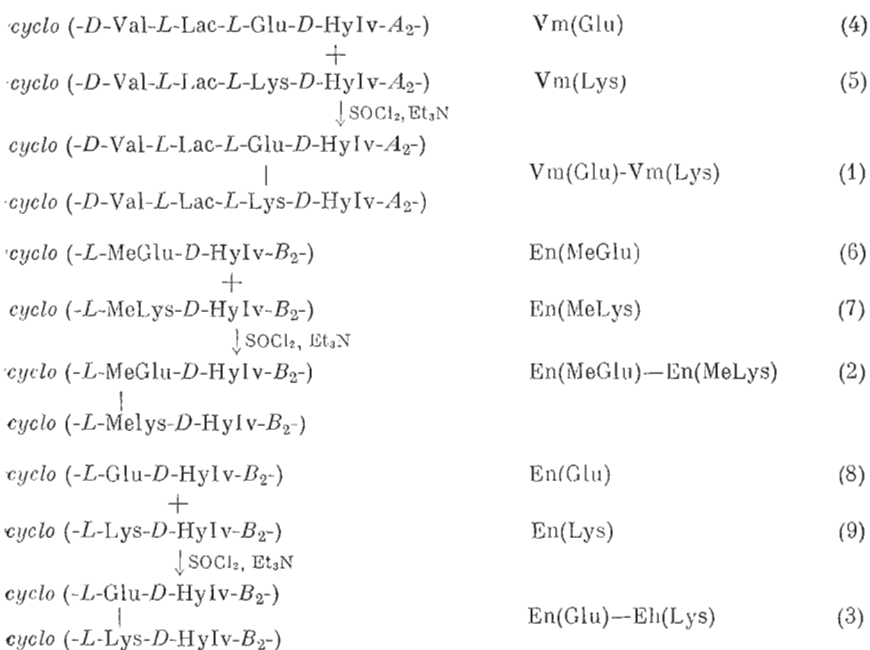 cyclo (-D-Val-L-Lac-L-Glu-D-HyIv-A₂-) Vm(Glu) (4)
+
cyclo (-D-Val-L-Lac-L-Lys-D-HyIv-A₂-) Vm(Lys) (5)
↓ SOCl₂, Et₃N
cyclo (-D-Val-L-Lac-L-Glu-D-HyIv-A₂-)
| Vm(Glu)-Vm(Lys) (1)
cyclo (-D-Val-L-Lac-L-Lys-D-HyIv-A₂-)
cyclo (-L-MeGlu-D-HyIv-B₂-) En(MeGlu) (6)
+
cyclo (-L-MeLys-D-HyIv-B₂-) En(MeLys) (7)
↓ SOCl₂, Et₃N
cyclo (-L-MeGlu-D-HyIv-B₂-) En(MeGlu)—En(MeLys) (2)
|
cyclo (-L-Melys-D-HyIv-B₂-)
cyclo (-L-Glu-D-HyIv-B₂-) En(Glu) (8)
+
cyclo (-L-Lys-D-HyIv-B₂-) En(Lys) (9)
↓ SOCl₂, Et₃N
cyclo (-L-Glu-D-HyIv-B₂-)
| En(Glu)—Eh(Lys) (3)
cyclo (-L-Lys-D-HyIv-B₂-)